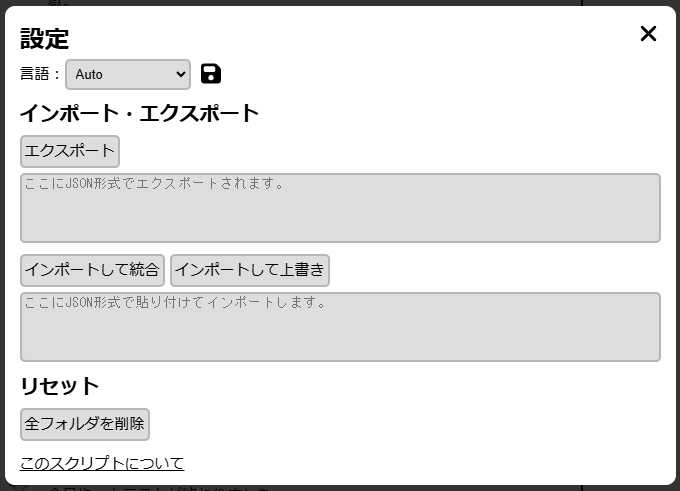 設定
言語： Auto
インポート・エクスポート
エクスポート
ここにJSON形式でエクスポートされます。
インポートして統合 インポートして上書き
ここにJSON形式で貼り付けてインポートします。
リセット
全フォルダを削除
このスクリプトについて